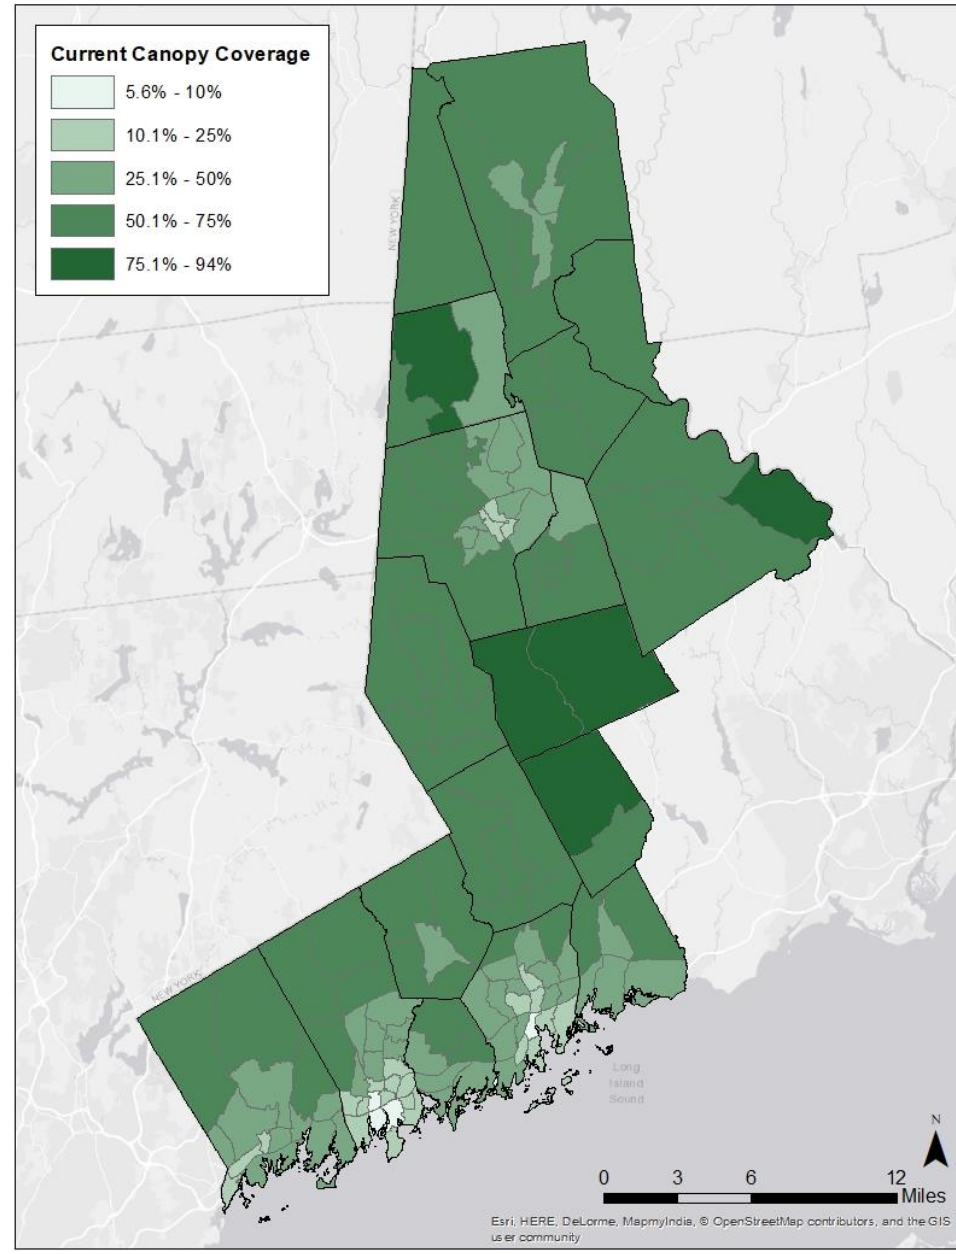 Current Canopy Coverage
5.6% - 10%
10.1% - 25%
25.1% - 50%
50.1% - 75%
75.1% - 94%
NEW YORK
NEW YORK
Long
Island
Sound
N
0 3 6 12
Miles
Esri, HERE, DeLorme, MapmyIndia, © OpenStreetMap contributors, and the GIS
user community